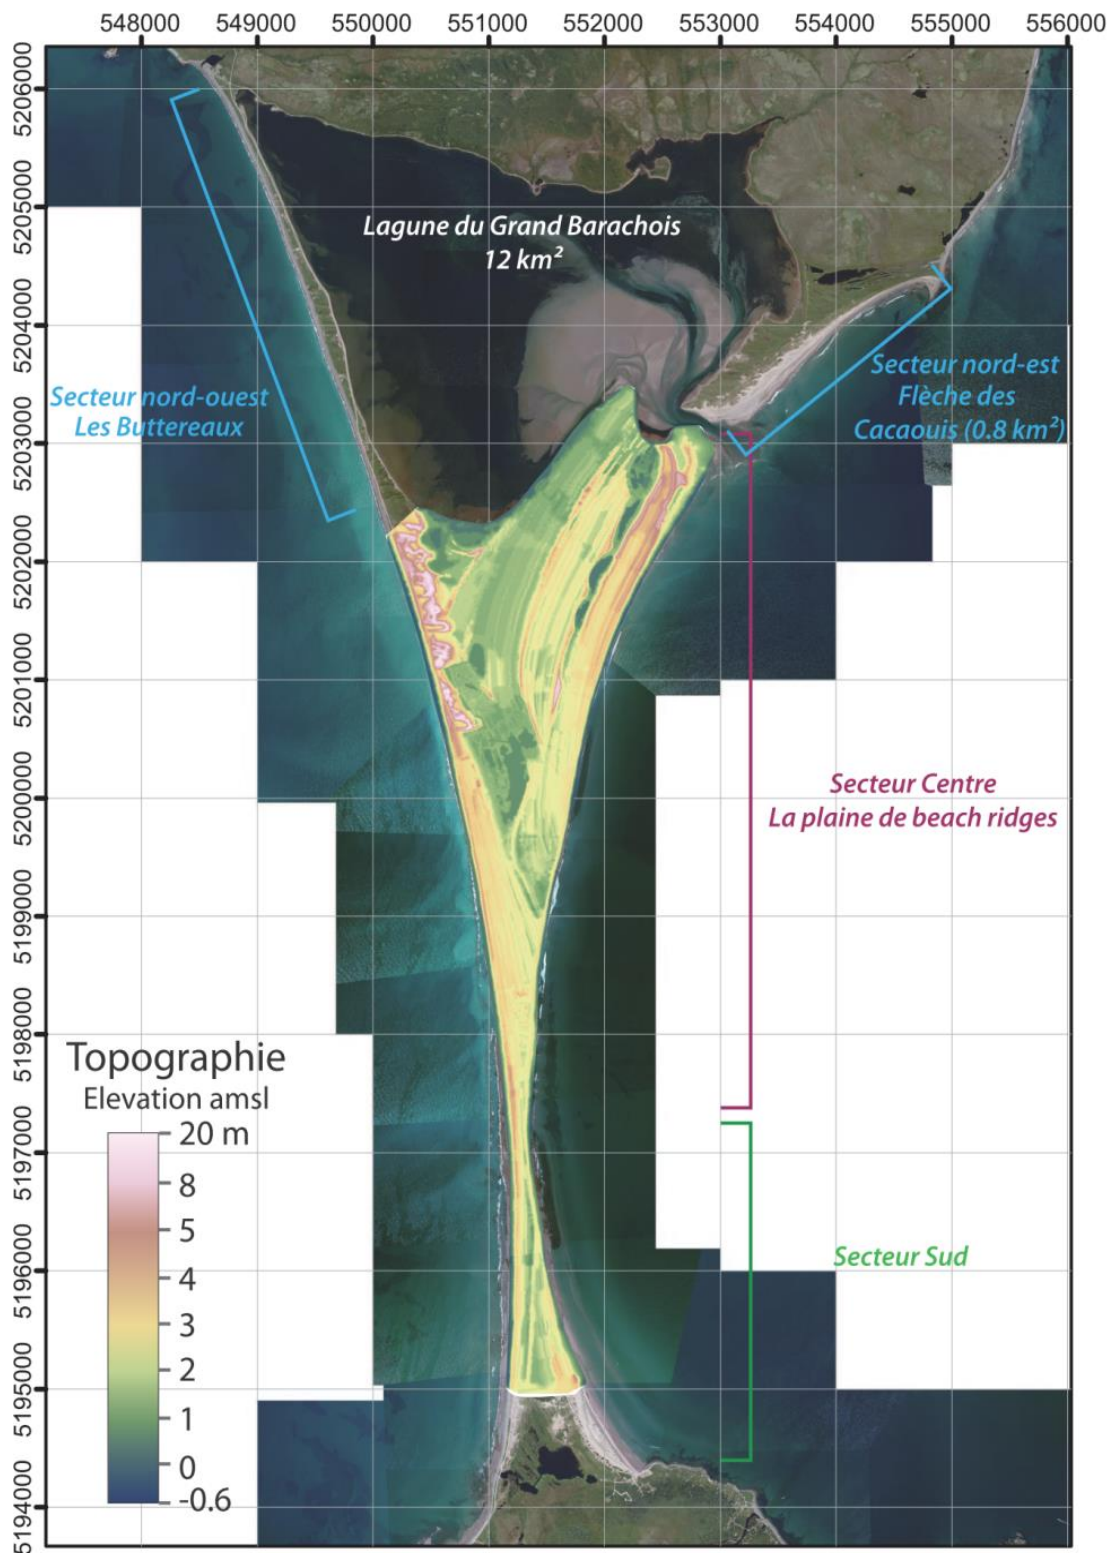 548000 549000 550000 551000 552000 553000 554000 555000 556000
5206000
5205000
5204000
5203000
5202000
5201000
5200000
5199000
5198000
5197000
5196000
5195000
5194000
Lagune du Grand Barachois
12 km²
Secteur nord-ouest
Les Buttereaux
Secteur nord-est
Flèche des
Cacaouis (0.8 km²)
Secteur Centre
La plaine de beach ridges
Secteur Sud
Topographie
Elevation amsl
20 m
8
5
4
3
2
1
0
-0.6